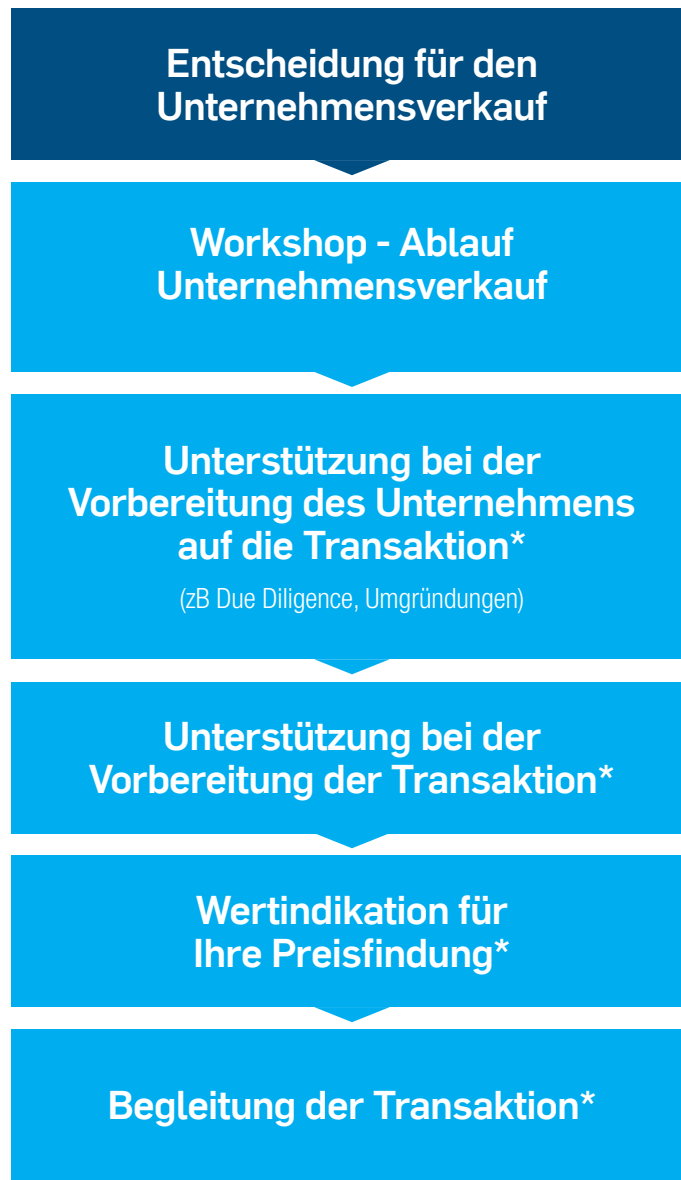 Entscheidung für den
Unternehmensverkauf
Workshop - Ablauf
Unternehmensverkauf
Unterstützung bei der
Vorbereitung des Unternehmens
auf die Transaktion*
(zB Due Diligence, Umgründungen)
Unterstützung bei der
Vorbereitung der Transaktion*
Wertindikation für
Ihre Preisfindung*
Begleitung der Transaktion*